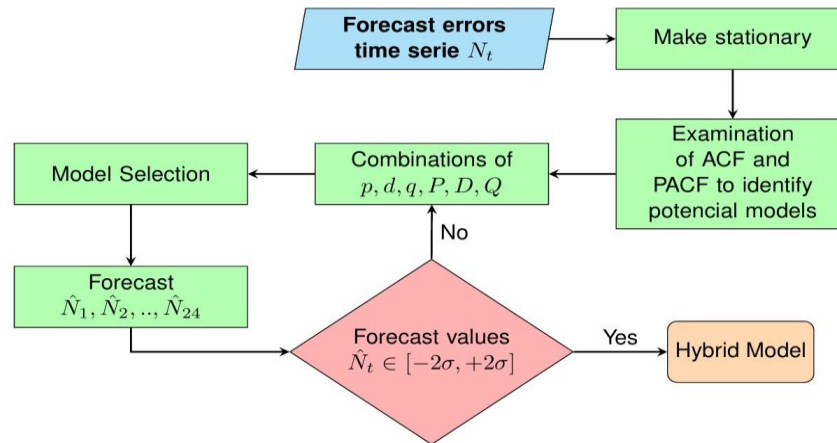 Forecast errors
time serie $N_t$
Make stationary
Examination
of ACF and
PACF to identify
potencial models
Combinations of
$p, d, q, P, D, Q$
Model Selection
Forecast
$\hat{N}_1, \hat{N}_2, .., \hat{N}_{24}$
Forecast values
$\hat{N}_t \in [-2\sigma, +2\sigma]$
No
Yes
Hybrid Model